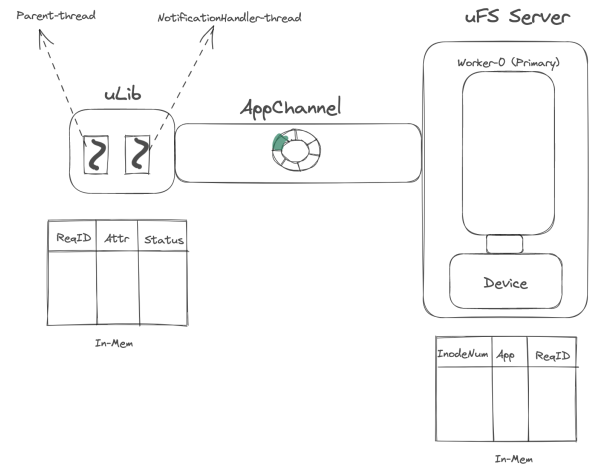 Parent-thread
NotificationHandler-thread
uFS Server
uLib
AppChannel
Worker-0 (Primary)
Device
ReqID Attr Status
In-Mem
InodeNum App ReqID
In-Mem